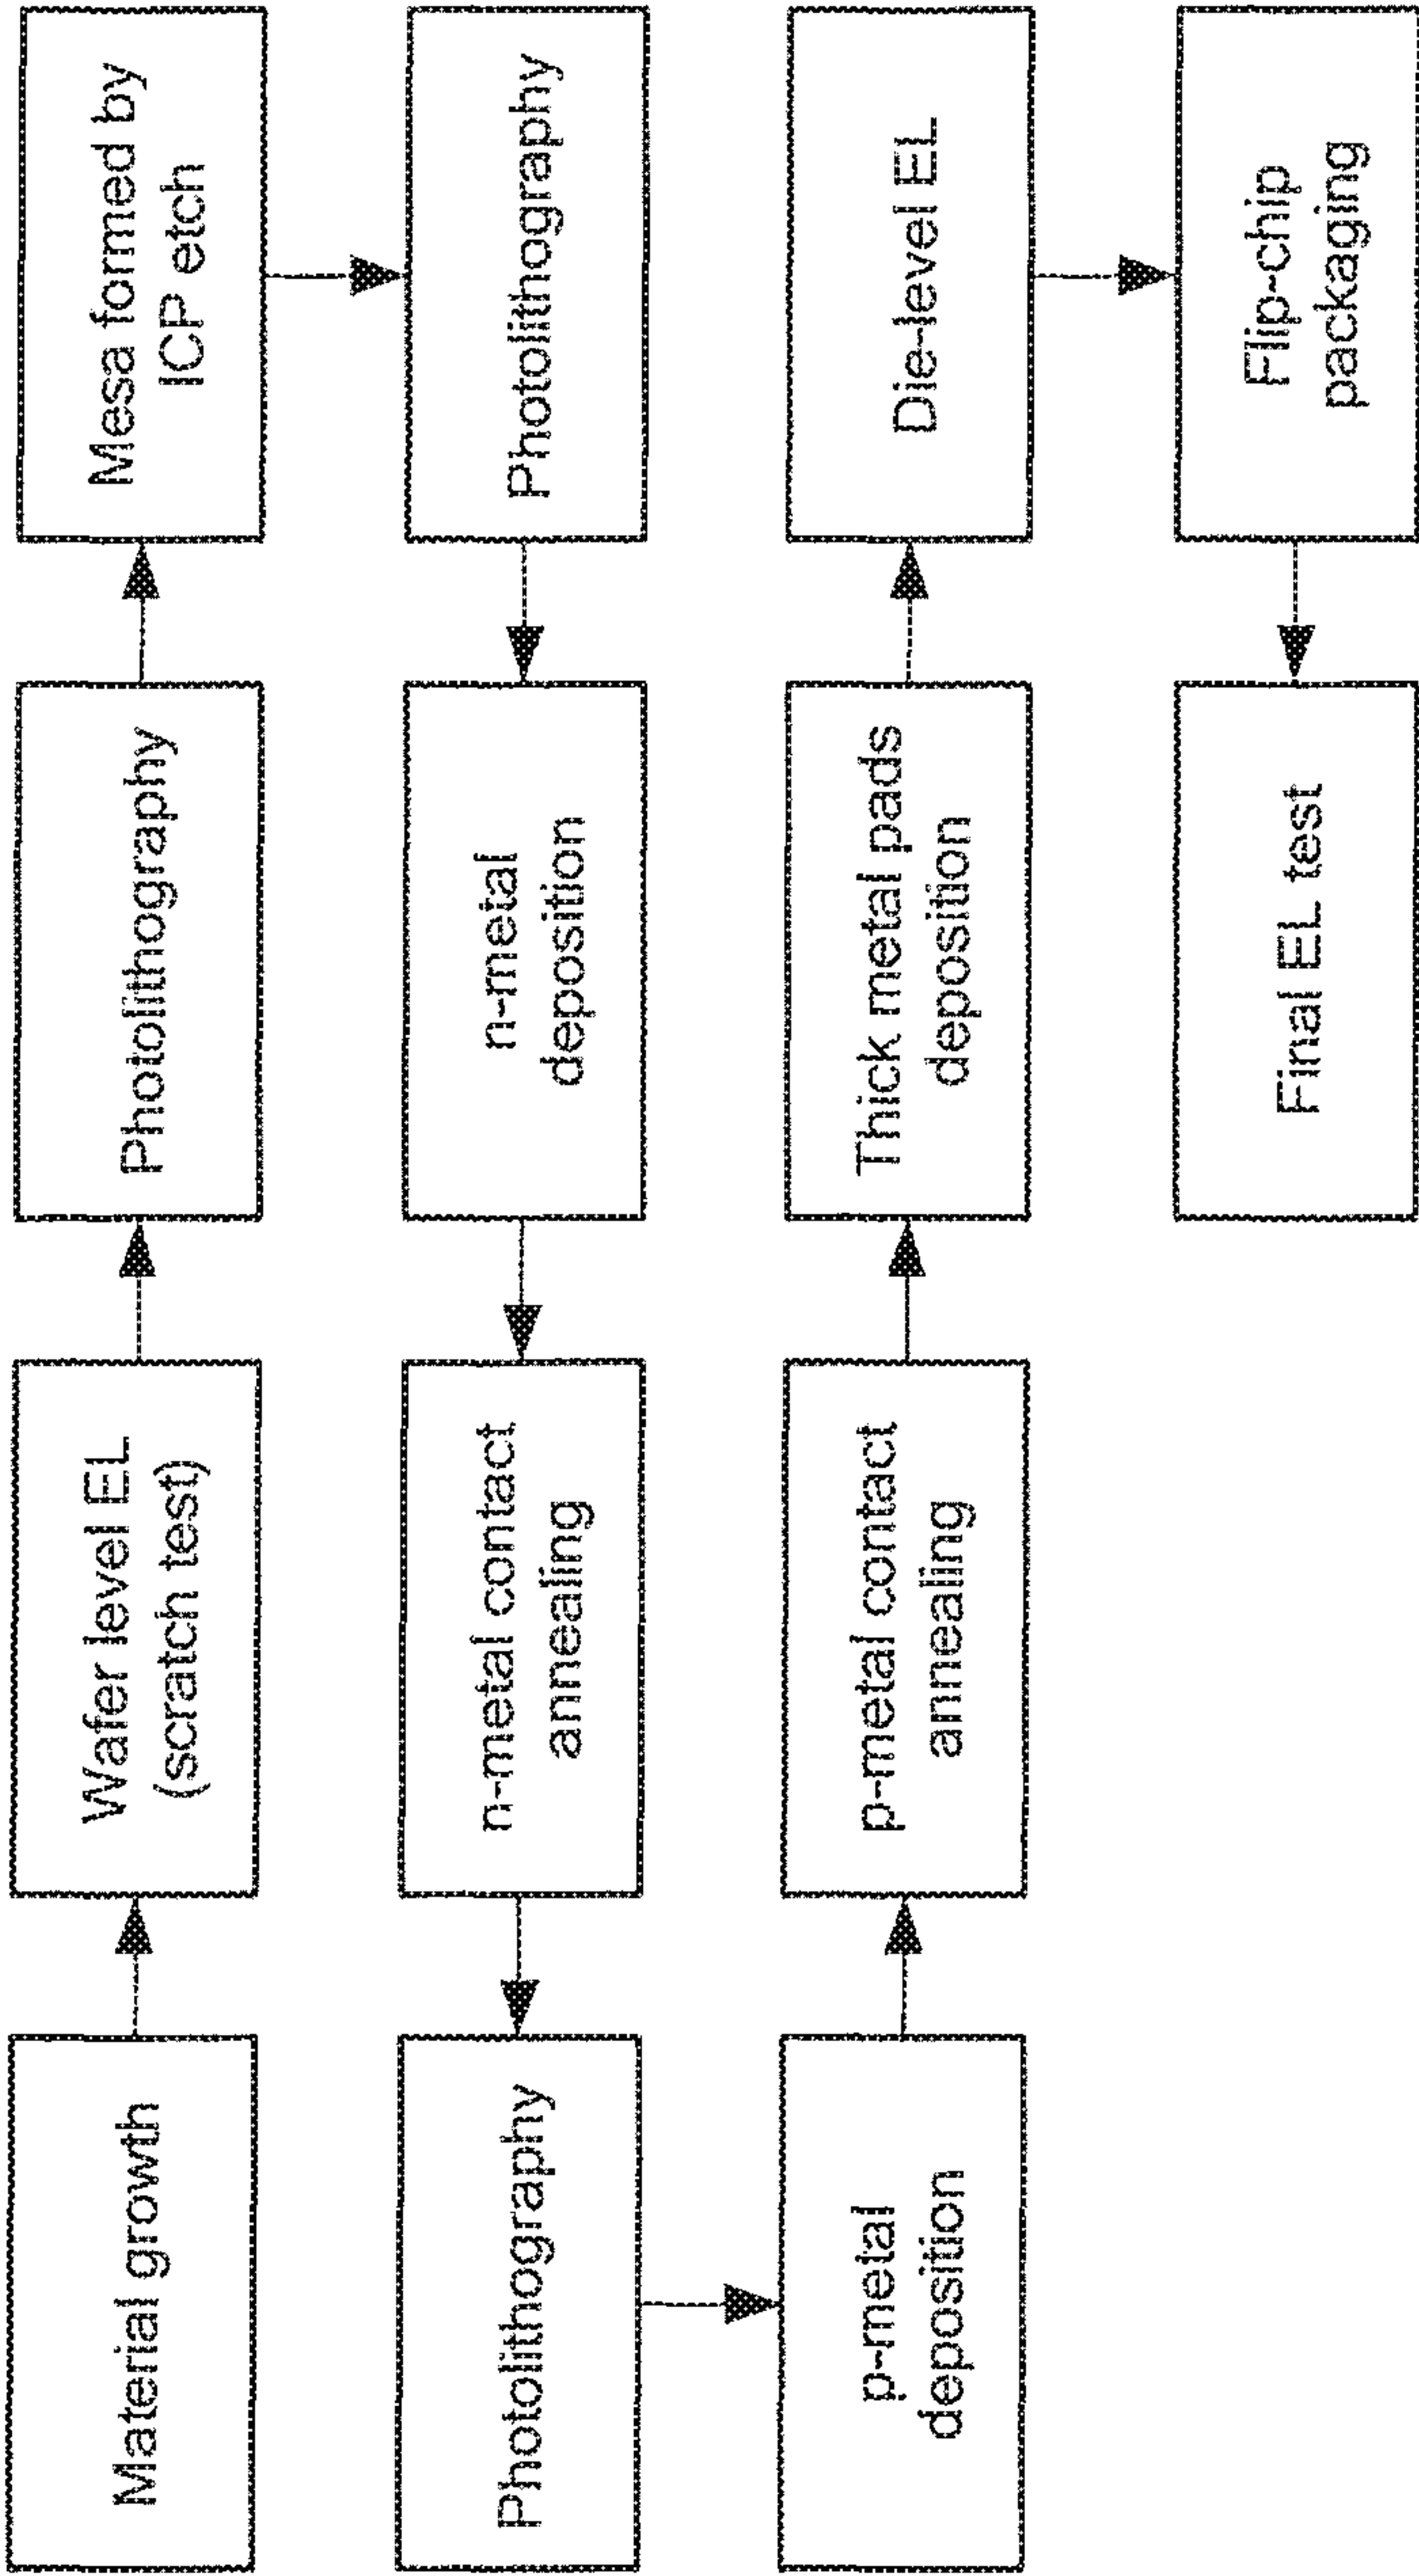 Material growth
Wafer level EL
(scratch test)
Photolithography
Mesa formed by
ICP etch
Photolithography
n-metal
deposition
n-metal contact
annealing
Photolithography
p-metal
deposition
p-metal contact
annealing
Thick metal pads
deposition
Die-level EL
Flip-chip
packaging
Final EL test